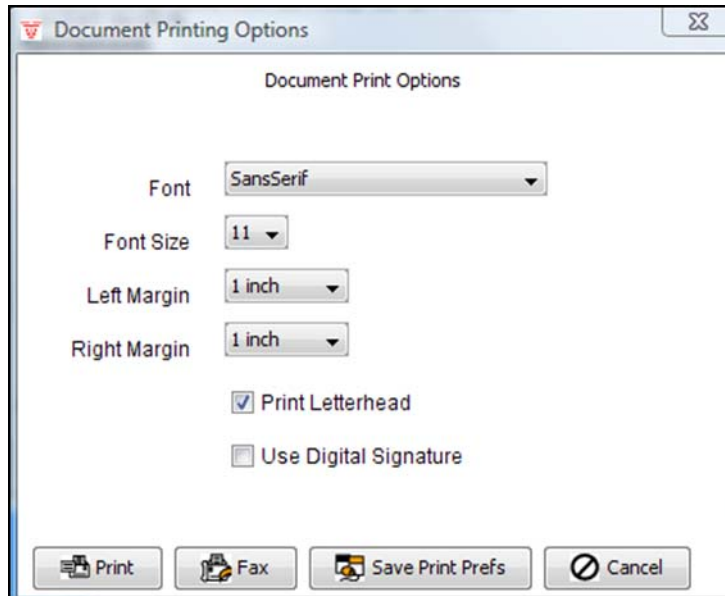 Document Printing Options
Document Print Options
Font SansSerif
Font Size 11
Left Margin 1 inch
Right Margin 1 inch
Print Letterhead
Use Digital Signature
Print Fax Save Print Prefs Cancel